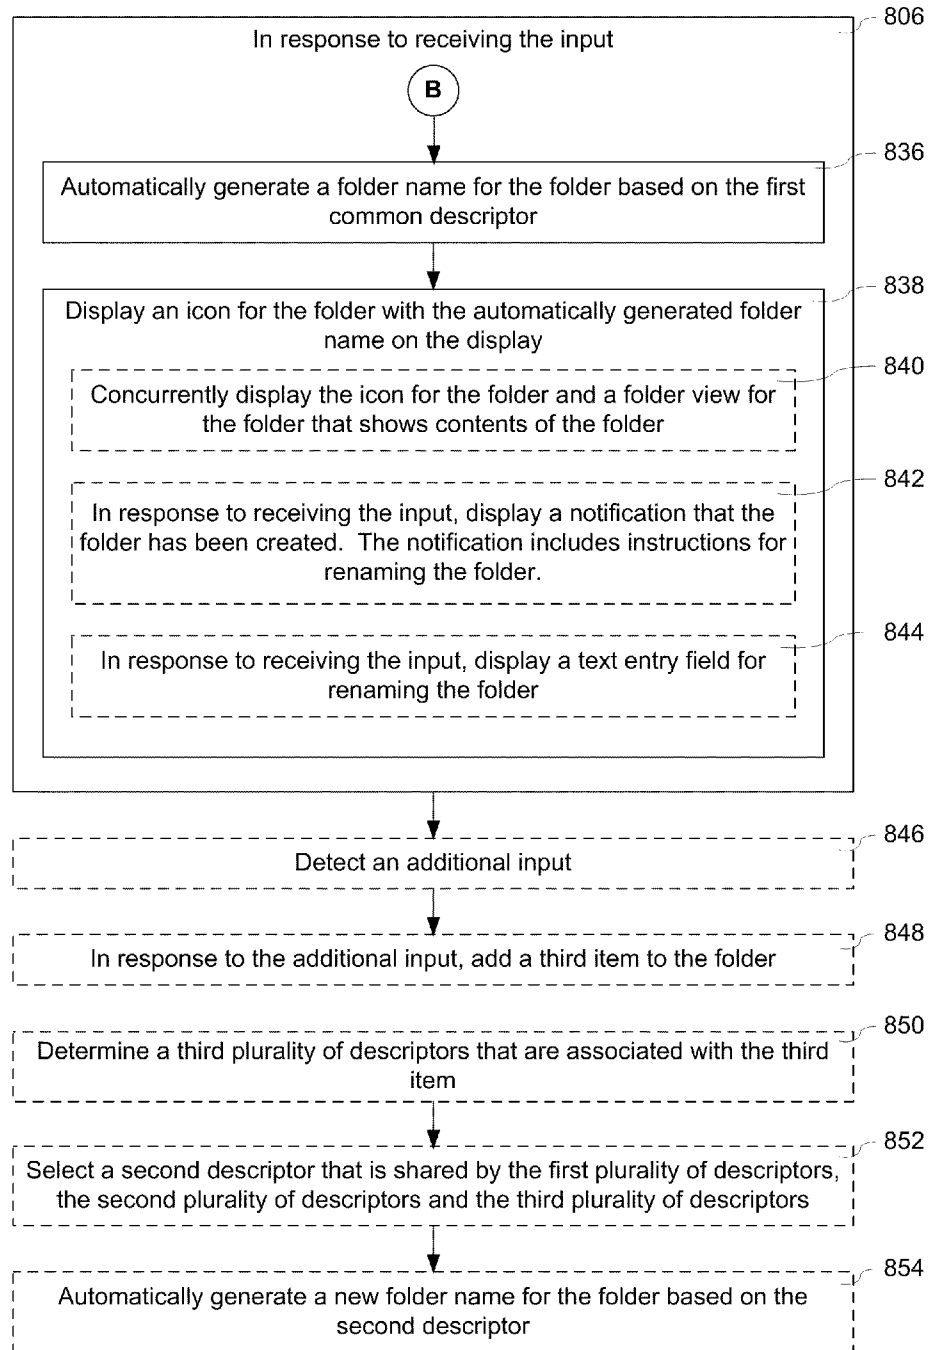 806
In response to receiving the input
B
836
Automatically generate a folder name for the folder based on the first
common descriptor
838
Display an icon for the folder with the automatically generated folder
name on the display
840
Concurrently display the icon for the folder and a folder view for
the folder that shows contents of the folder
842
In response to receiving the input, display a notification that the
folder has been created. The notification includes instructions for
renaming the folder.
844
In response to receiving the input, display a text entry field for
renaming the folder
846
Detect an additional input
848
In response to the additional input, add a third item to the folder
850
Determine a third plurality of descriptors that are associated with the third
item
852
Select a second descriptor that is shared by the first plurality of descriptors,
the second plurality of descriptors and the third plurality of descriptors
854
Automatically generate a new folder name for the folder based on the
second descriptor